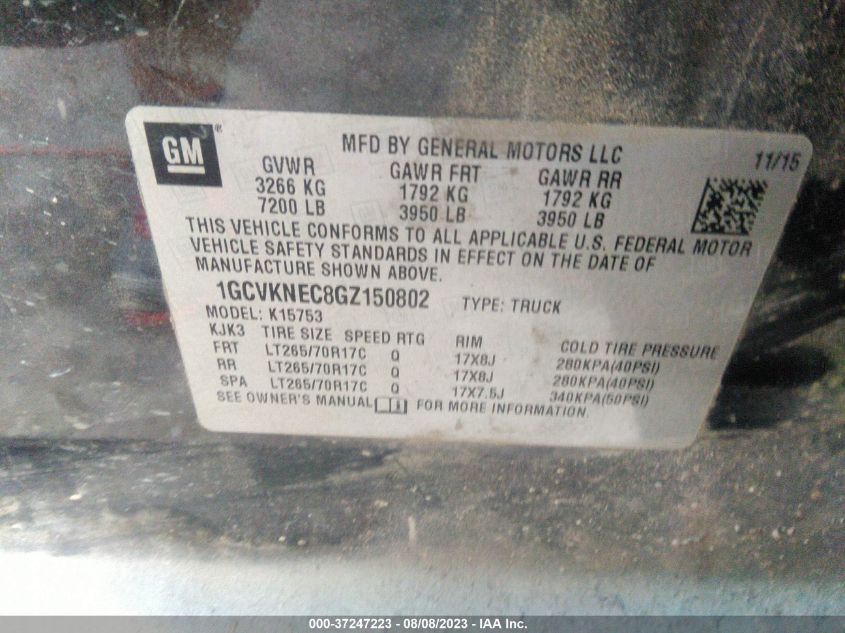 GM ®
MFD BY GENERAL MOTORS LLC 11/15
GVWR GAWR FRT GAWR RR
3266 KG 1792 KG 1792 KG
7200 LB 3950 LB 3950 LB
THIS VEHICLE CONFORMS TO ALL APPLICABLE U.S. FEDERAL MOTOR
VEHICLE SAFETY STANDARDS IN EFFECT ON THE DATE OF
MANUFACTURE SHOWN ABOVE.
1GCVKNEC8GZ150802 TYPE: TRUCK
MODEL: K15753
KJK3 TIRE SIZE SPEED RTG RIM COLD TIRE PRESSURE
FRT LT265/70R17C Q 17X8J 280KPA(40PSI)
RR LT265/70R17C Q 17X8J 280KPA(40PSI)
SPA LT265/70R17C Q 17X7.5J 340KPA(50PSI)
SEE OWNER'S MANUAL FOR MORE INFORMATION.
000-37247223 - 08/08/2023 - IAA Inc.